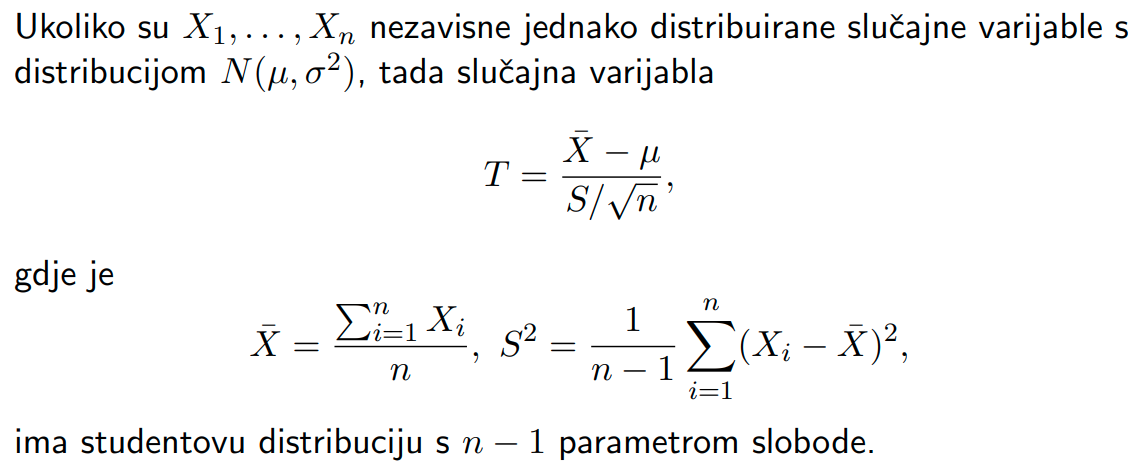 Ukoliko su $X_1, \ldots, X_n$ nezavisne jednako distribuirane slučajne varijable s
distribucijom $N(\mu, \sigma^2)$, tada slučajna varijabla
$$T = \frac{\bar{X} - \mu}{S/\sqrt{n}},$$
gdje je
$$\bar{X} = \frac{\sum_{i=1}^{n} X_i}{n}, \; S^2 = \frac{1}{n-1} \sum_{i=1}^{n} (X_i - \bar{X})^2,$$
ima studentovu distribuciju s $n - 1$ parametrom slobode.